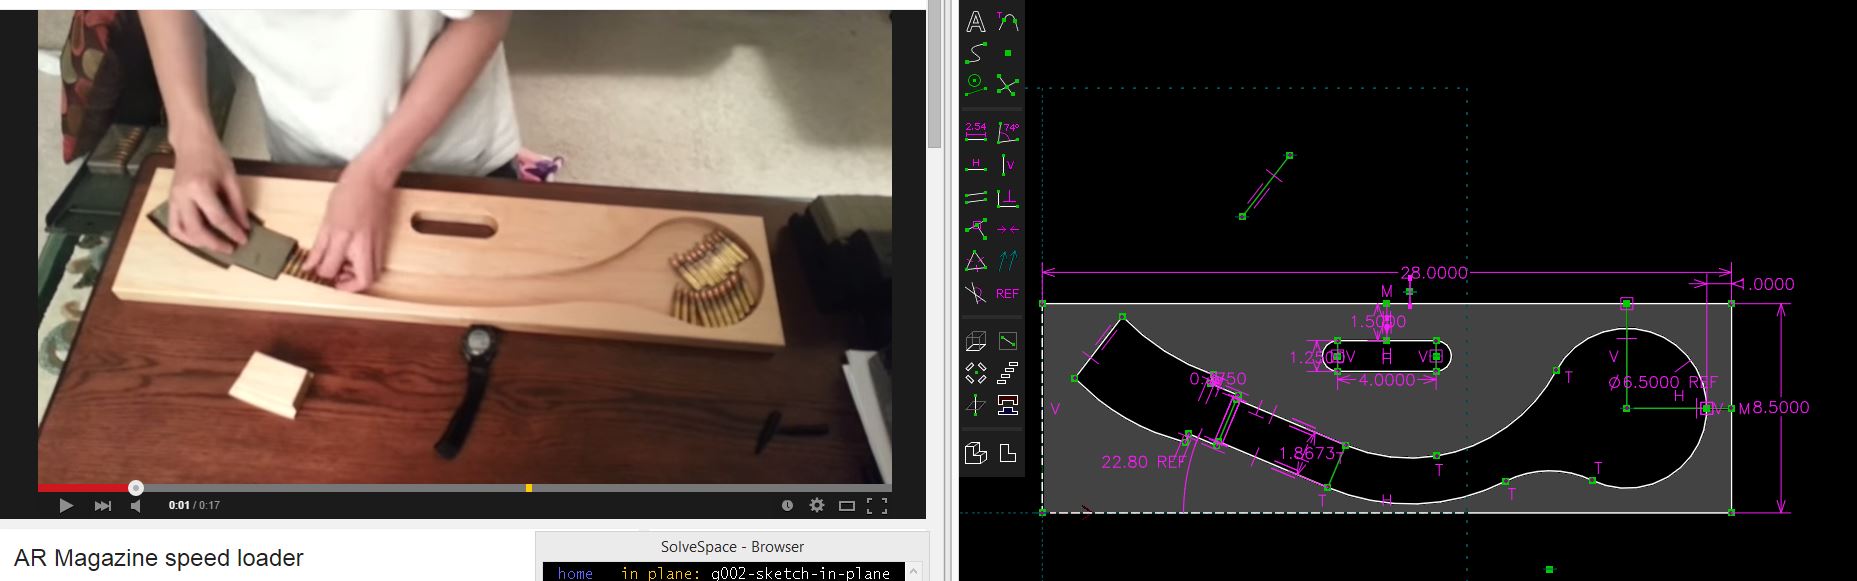 0:01 / 0:17
AR Magazine speed loader
SolveSpace - Browser
home in plane: g002-sketch-in-plane
T
2.54
74°
H
V
REF
28.0000
1.0000
M
1.5000
1.2500
V
H
V
4.0000
T
V
Ø6.5000 REF
H
V
M
8.5000
V
22.80 REF
1.8673
T
T
T
H
T
T